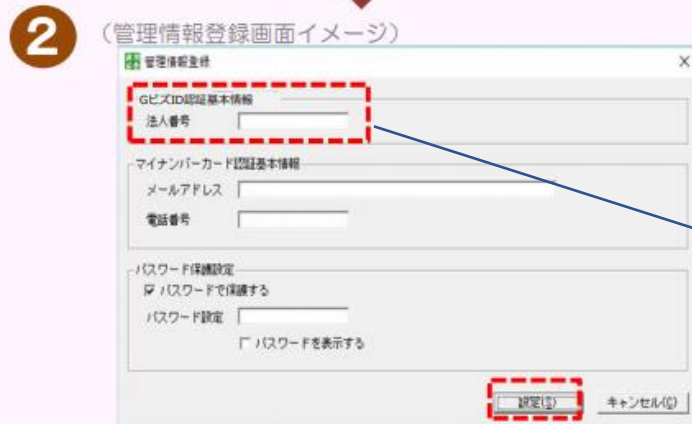 2
（管理情報登録画面イメージ）
管理情報登録
GビズID認証基本情報
法人番号
マイナンバーカード認証基本情報
メールアドレス
電話番号
パスワード保護設定
パスワードで保護する
パスワード設定
パスワードを表示する
設定(S) キャンセル(C)